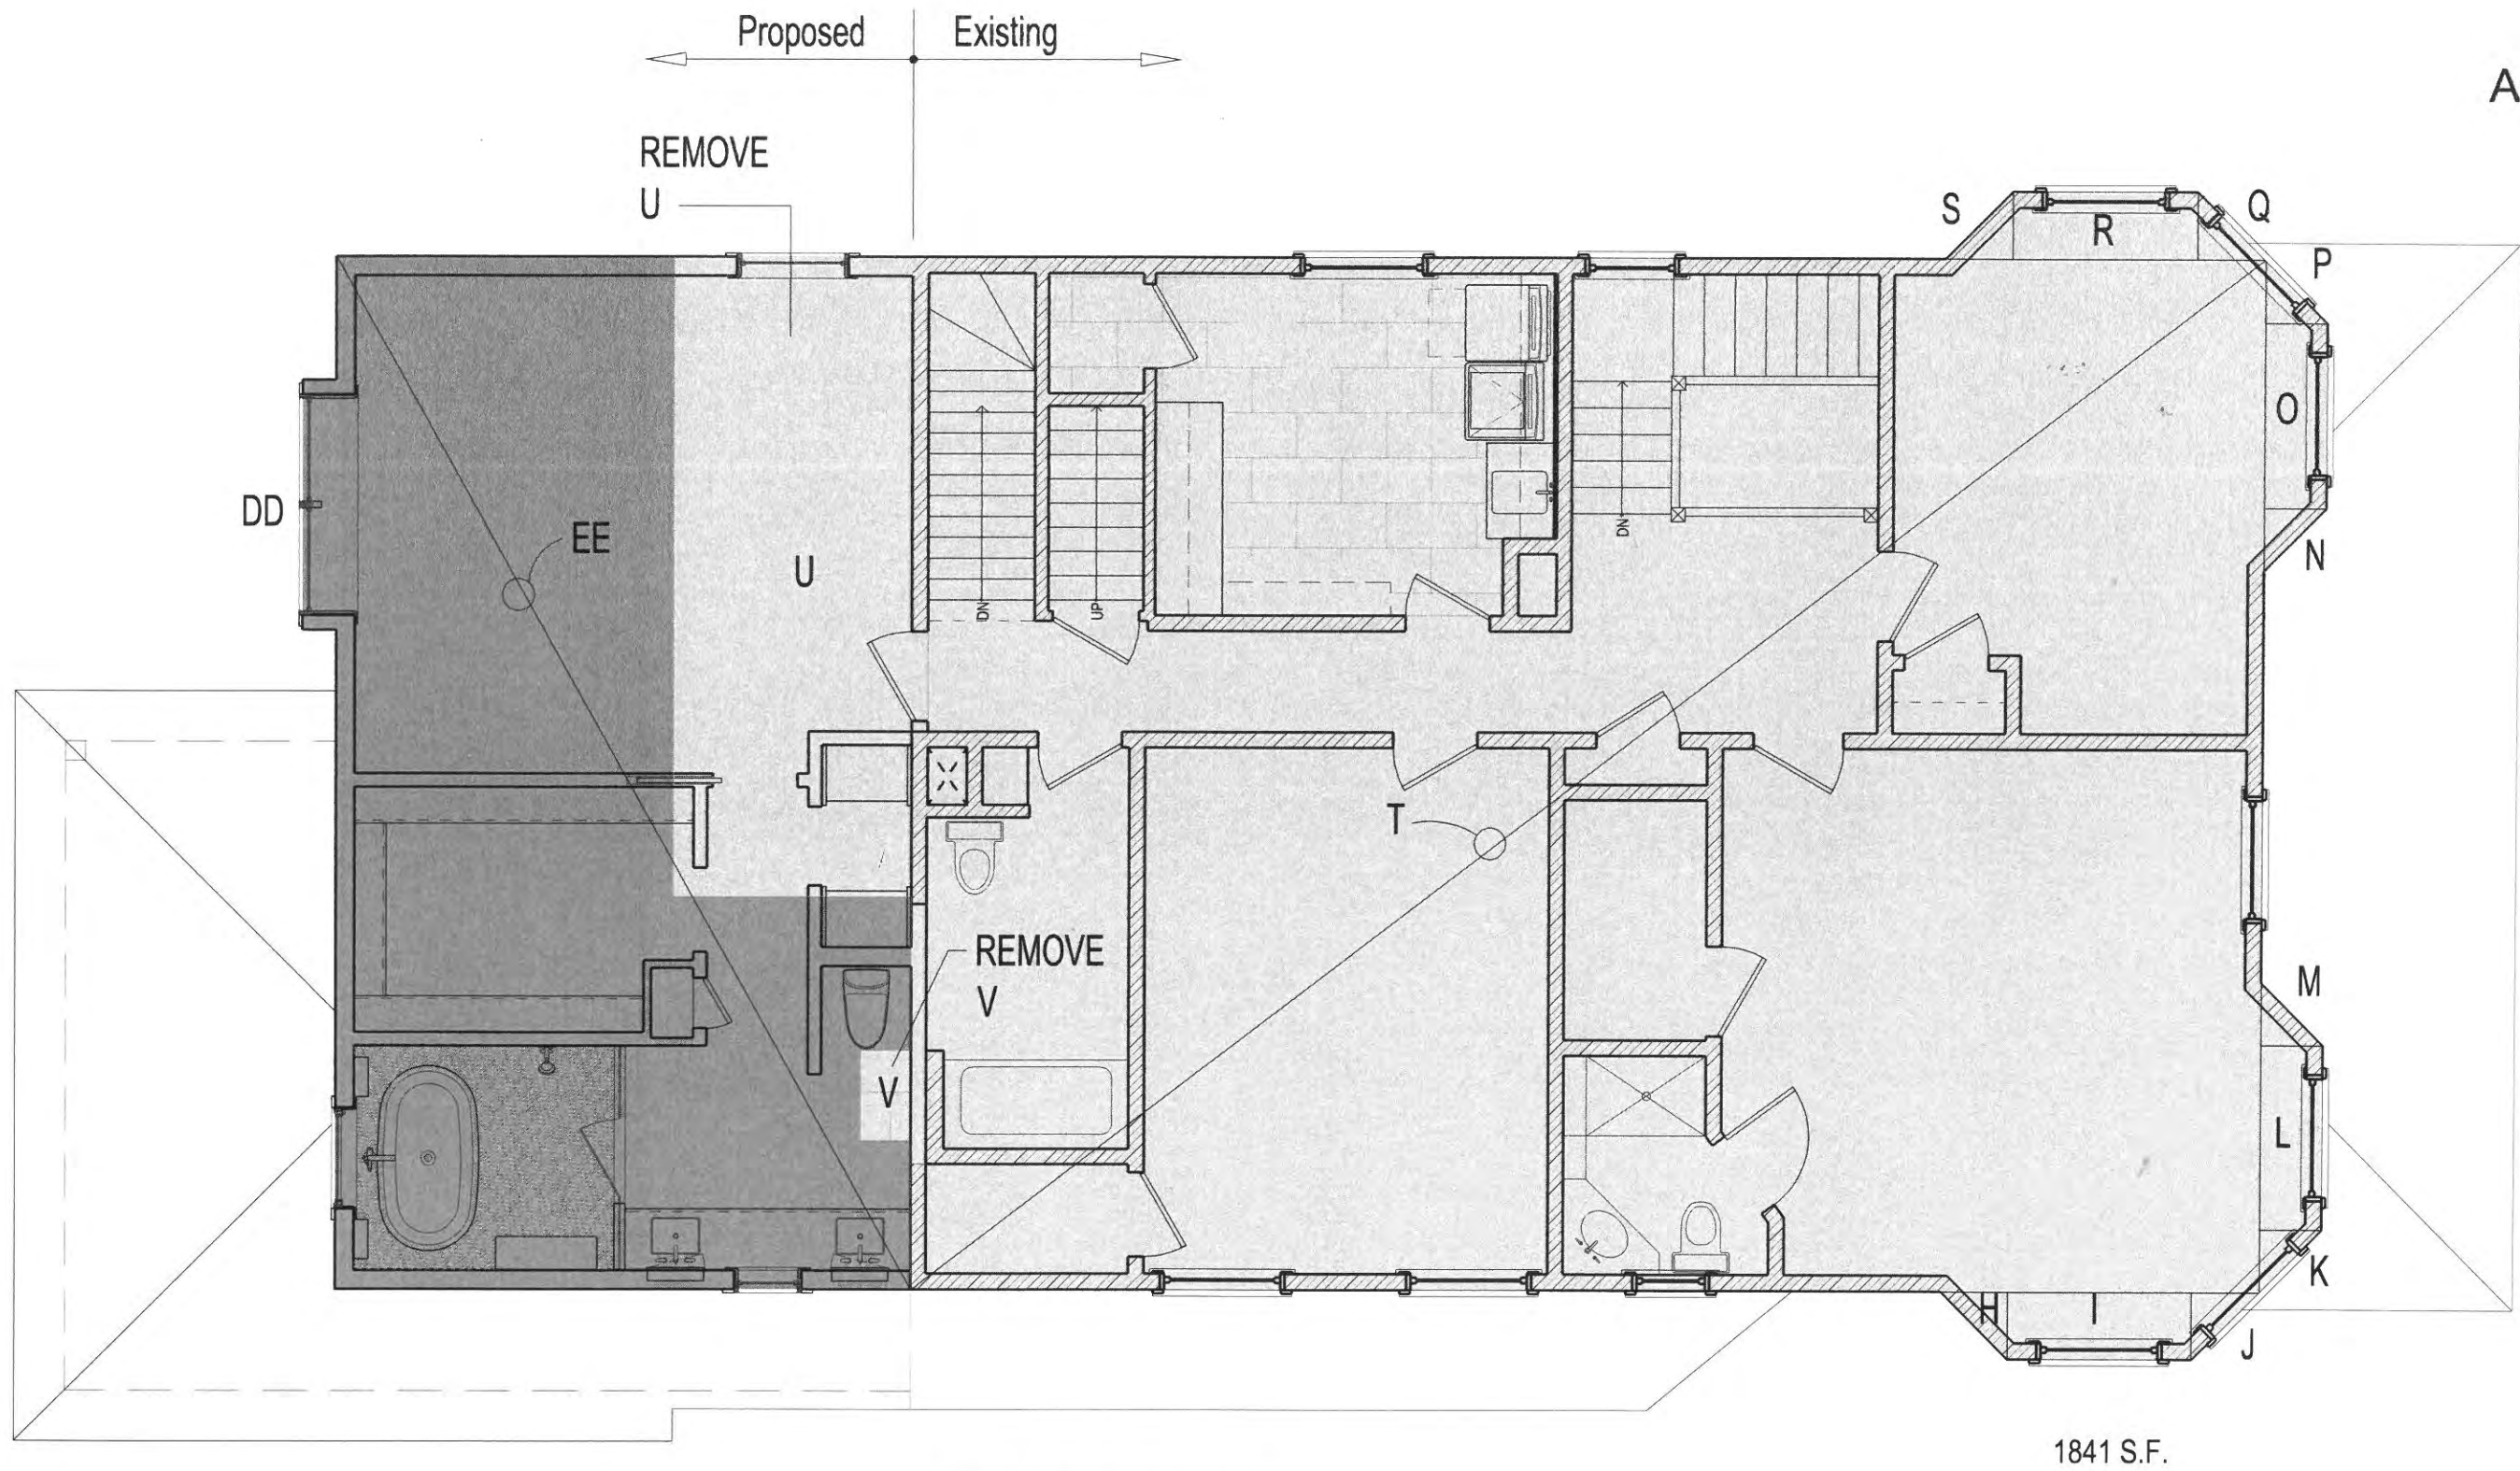 Proposed Existing
A
REMOVE
U
S
R
Q
P
O
N
DD
EE
U
DN
UP
DN
T
REMOVE
V
V
M
L
K
J
H
I
1841 S.F.